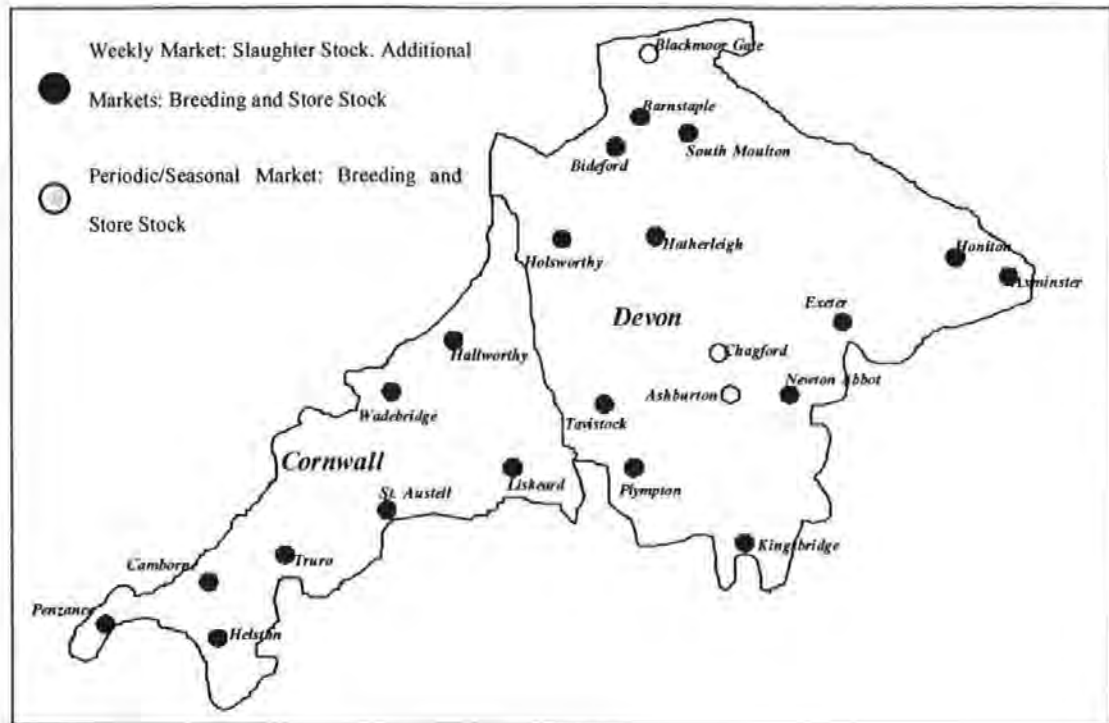 Weekly Market: Slaughter Stock. Additional
Markets: Breeding and Store Stock
Periodic/Seasonal Market: Breeding and
Store Stock
Blackmoor Gate
Barnstaple
South Moulton
Bideford
Holsworthy
Hatherleigh
Honiton
Axminster
Exeter
Devon
Chagford
Ashburton
Newton Abbot
Hallworthy
Wadebridge
Tavistock
Cornwall
Liskeard
Plympton
St. Austell
Kingsbridge
Truro
Camborn
Penzance
Helston